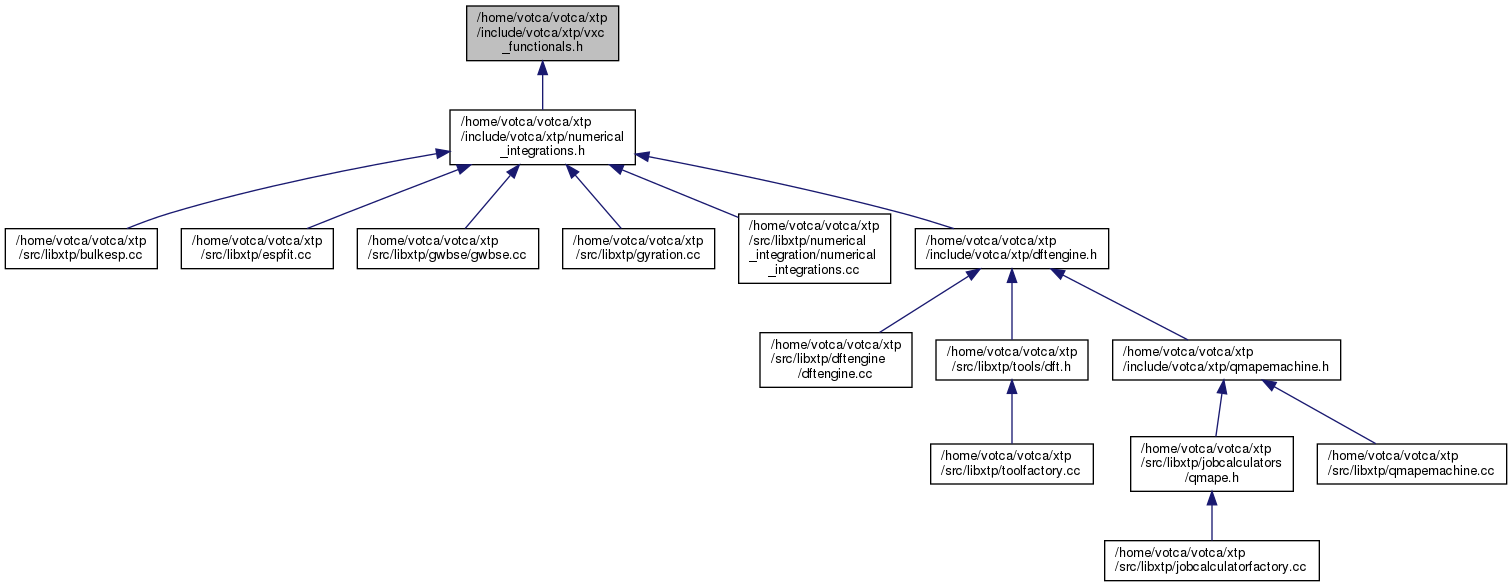 /home/votca/votca/xtp
/include/votca/xtp/vxc
_functionals.h
/home/votca/votca/xtp
/include/votca/xtp/numerical
_integrations.h
/home/votca/votca/xtp
/src/libxtp/bulkesp.cc
/home/votca/votca/xtp
/src/libxtp/espfit.cc
/home/votca/votca/xtp
/src/libxtp/gwbse/gwbse.cc
/home/votca/votca/xtp
/src/libxtp/gyration.cc
/home/votca/votca/xtp
/src/libxtp/numerical
_integration/numerical
_integrations.cc
/home/votca/votca/xtp
/include/votca/xtp/dftengine.h
/home/votca/votca/xtp
/src/libxtp/dftengine
/dftengine.cc
/home/votca/votca/xtp
/src/libxtp/tools/dft.h
/home/votca/votca/xtp
/include/votca/xtp/qmapemachine.h
/home/votca/votca/xtp
/src/libxtp/toolfactory.cc
/home/votca/votca/xtp
/src/libxtp/jobcalculators
/qmape.h
/home/votca/votca/xtp
/src/libxtp/qmapemachine.cc
/home/votca/votca/xtp
/src/libxtp/jobcalculatorfactory.cc